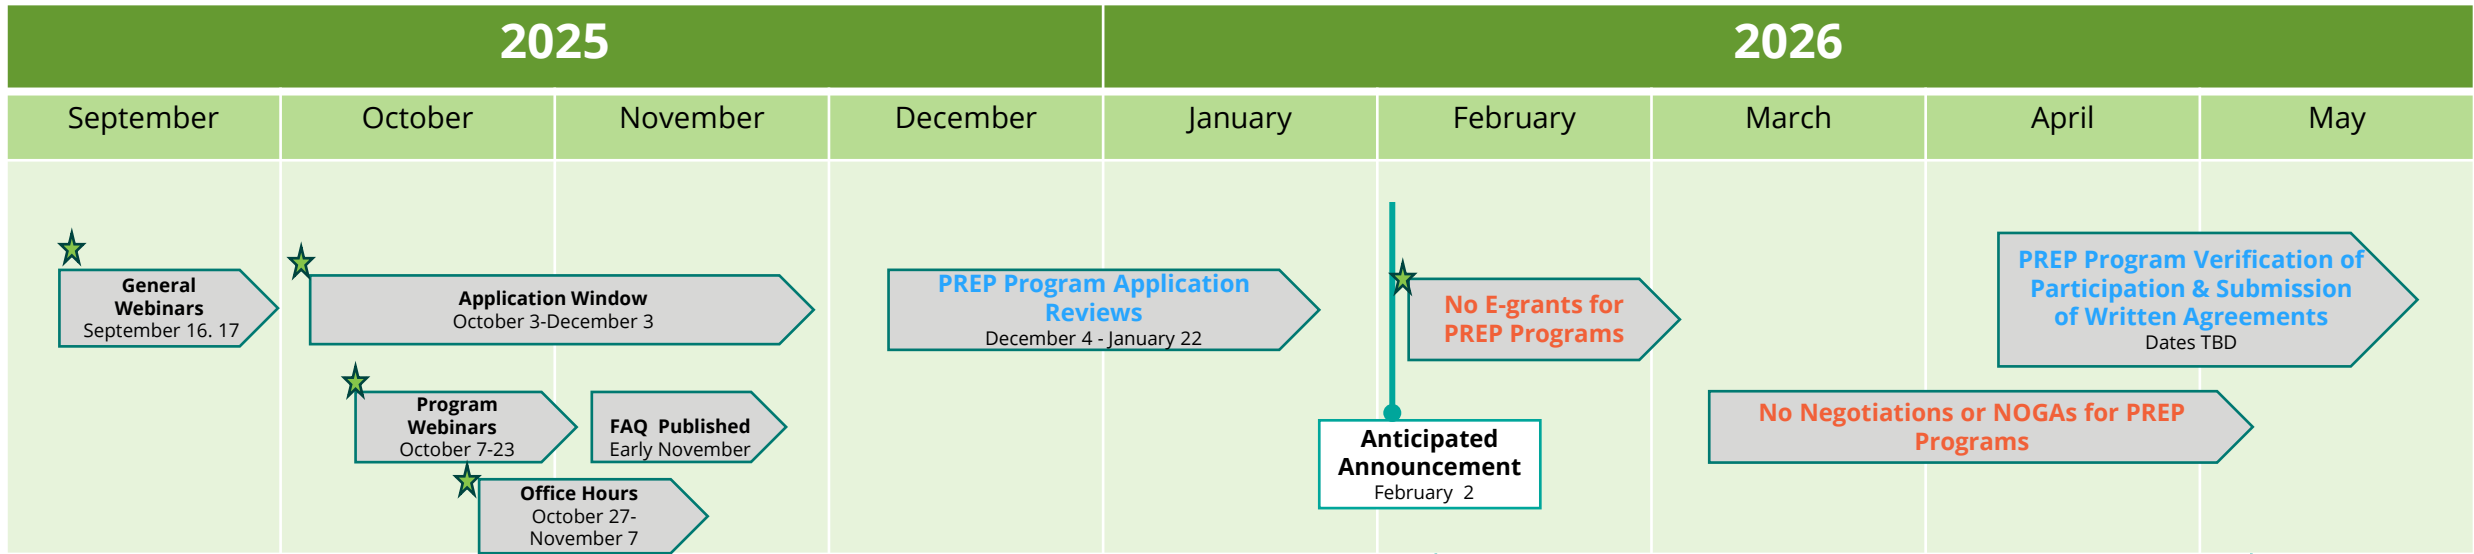 2025
2026
September
October
November
December
January
February
March
April
May
General
Webinars
September 16. 17
Application Window
October 3-December 3
PREP Program Application
Reviews
December 4 - January 22
No E-grants for
PREP Programs
PREP Program Verification of
Participation & Submission
of Written Agreements
Dates TBD
Program
Webinars
October 7-23
FAQ  Published
Early November
No Negotiations or NOGAs for PREP
Programs
Anticipated
Announcement
February  2
Office Hours
October 27-
November 7